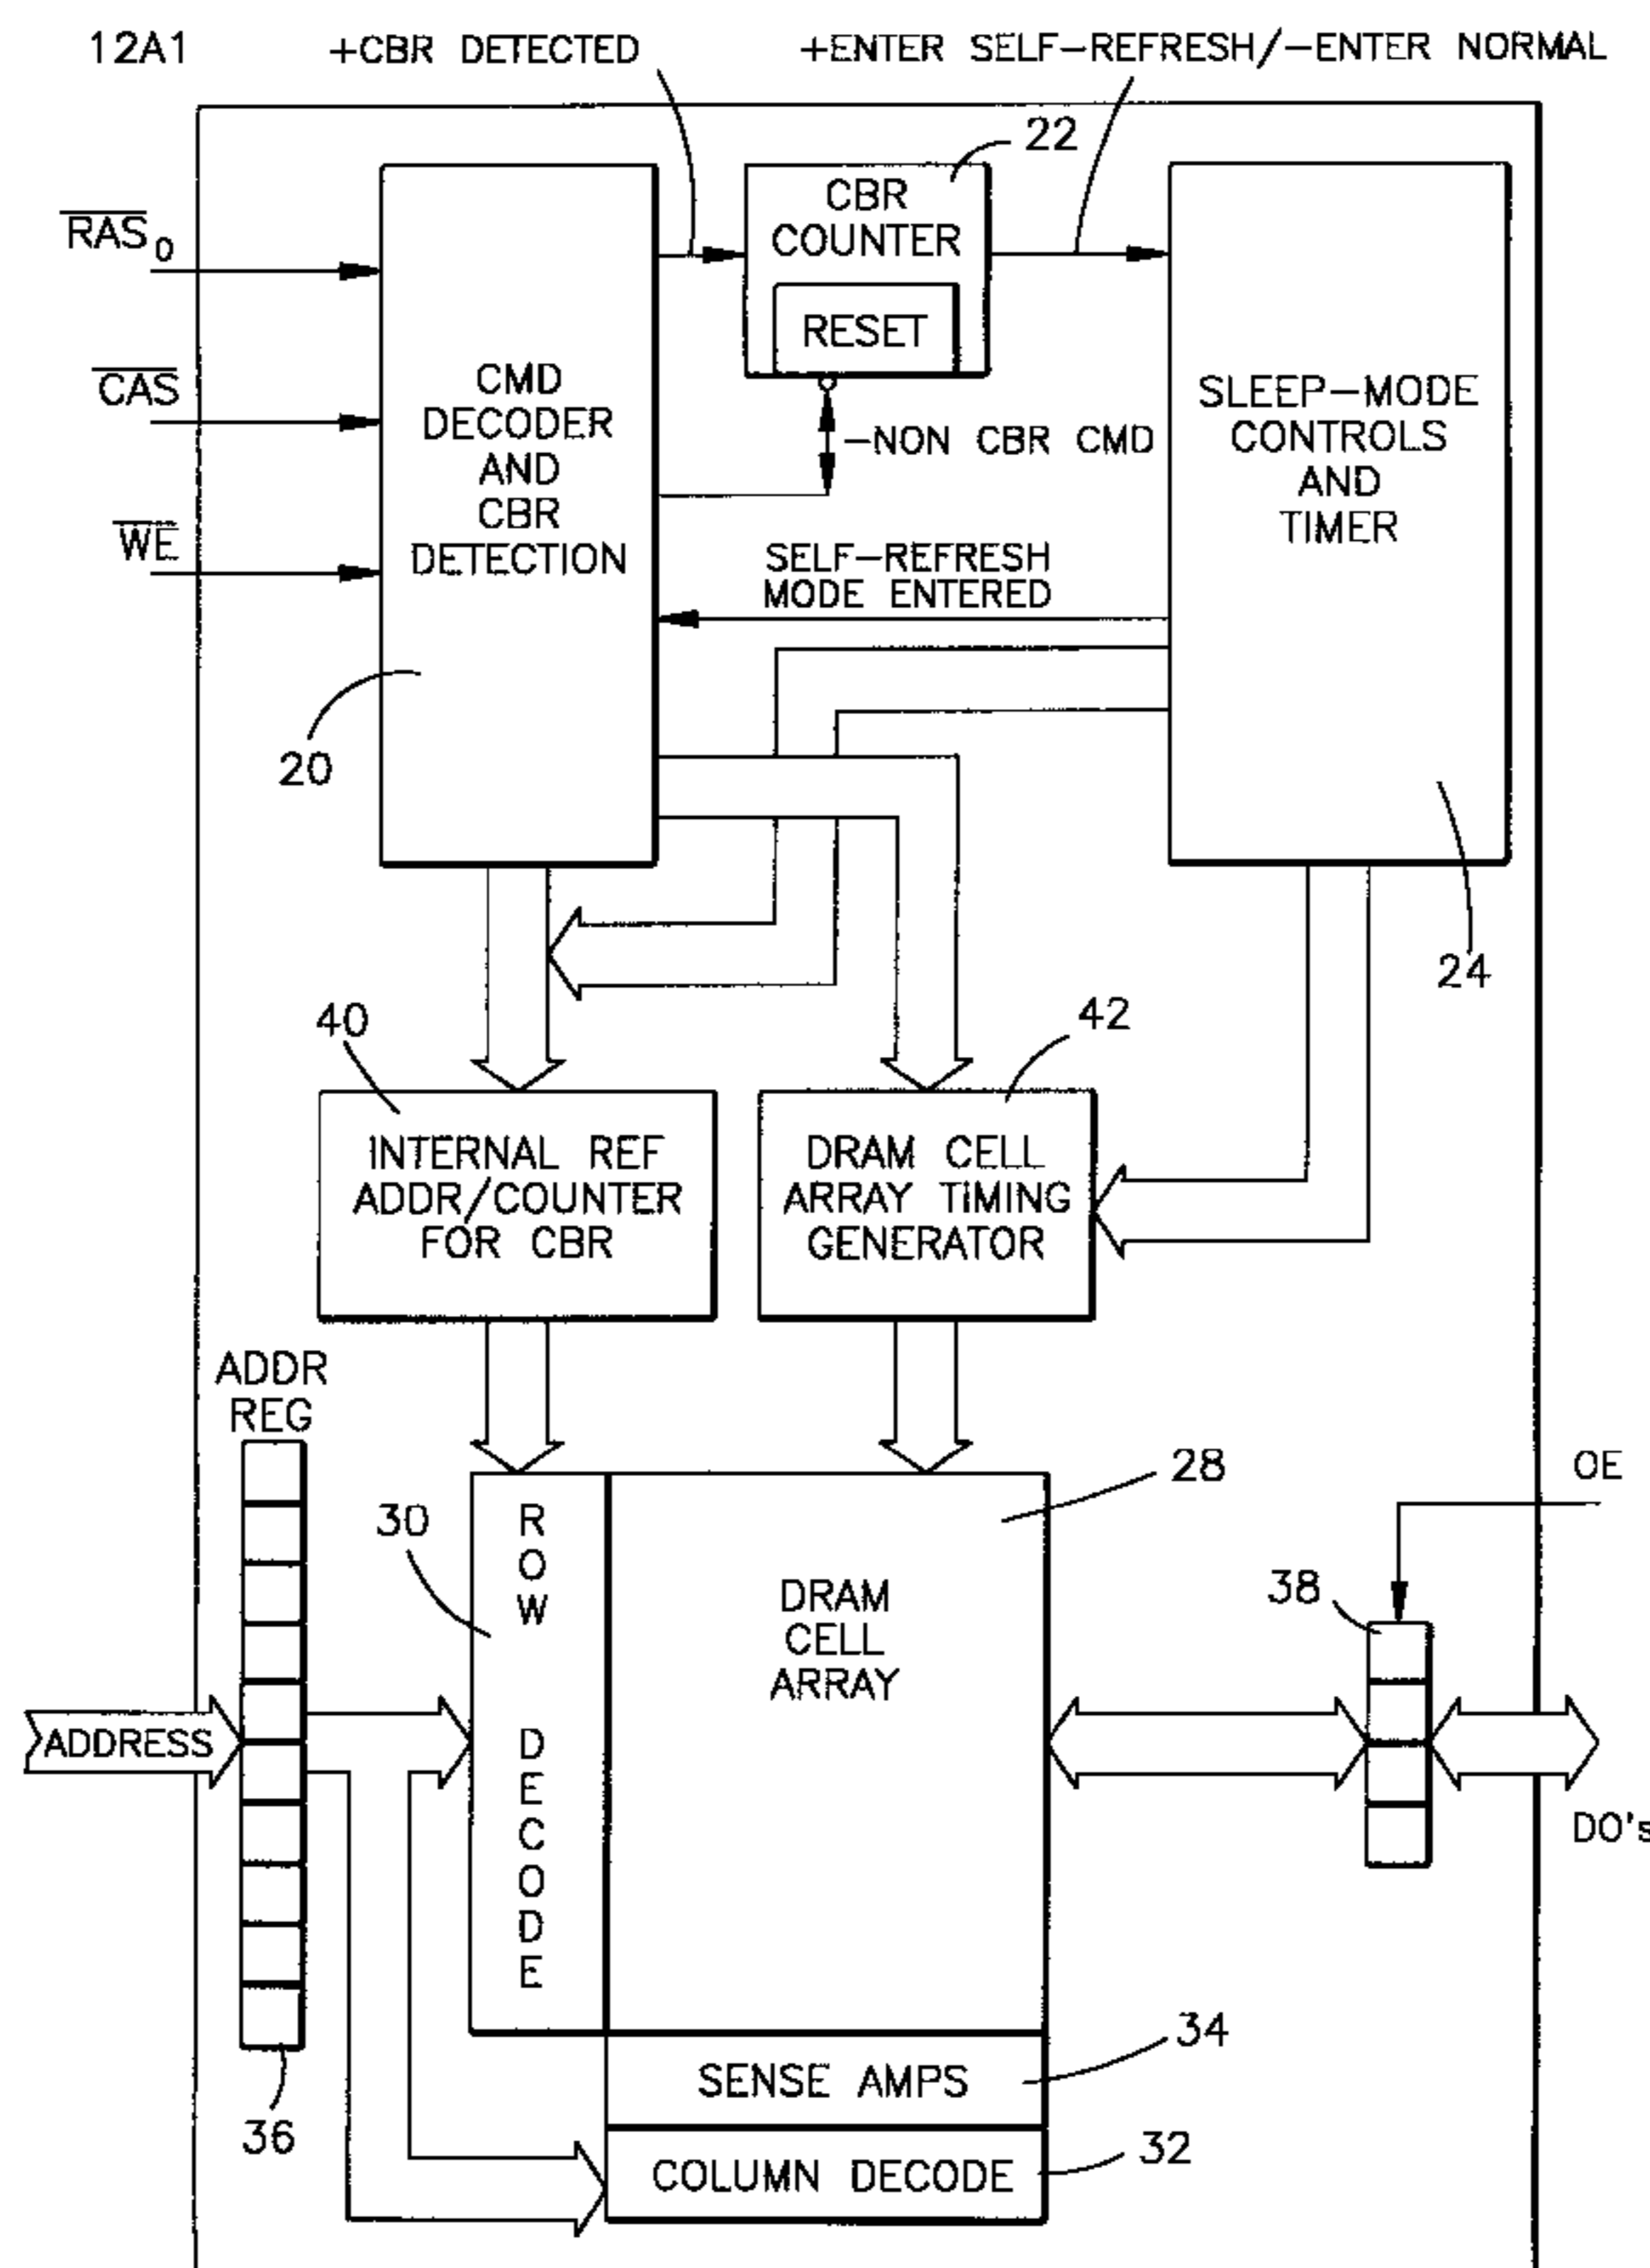 12A1
+CBR DETECTED
+ENTER SELF-REFRESH/-ENTER NORMAL
22
CBR
COUNTER
RESET
RAS0
CAS
WE
CMD
DECODER
AND
CBR
DETECTION
-NON CBR CMD
SLEEP-MODE
CONTROLS
AND
TIMER
SELF-REFRESH
MODE ENTERED
20
24
40
42
INTERNAL REF
ADDR/COUNTER
FOR CBR
DRAM CELL
ARRAY TIMING
GENERATOR
ADDR
REG
28
OE
30
ROW DECODE
DRAM
CELL
ARRAY
38
ADDRESS
DO's
34
SENSE AMPS
36
32
COLUMN DECODE